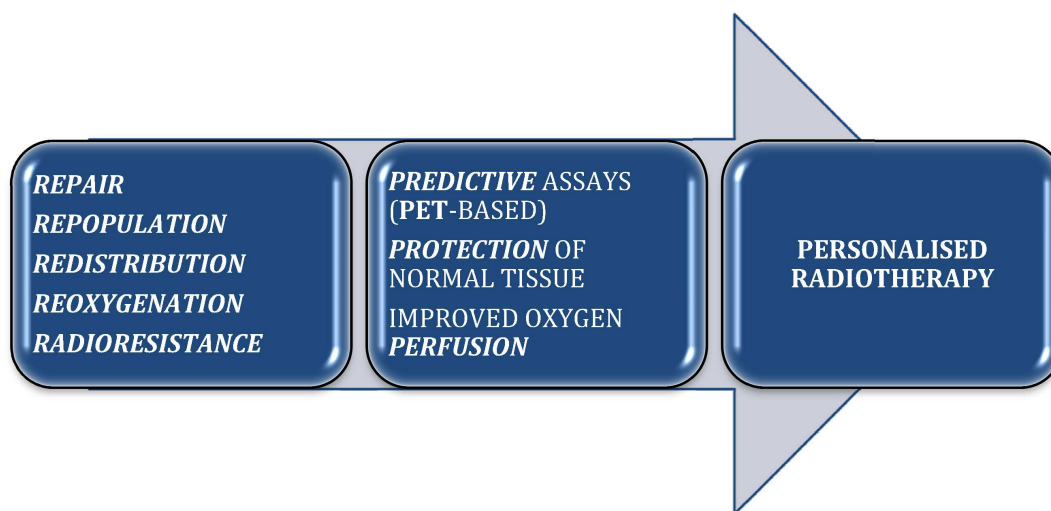 REPAIR
REPOPULATION
REDISTRIBUTION
REOXYGENATION
RADIORESISTANCE
PREDICTIVE ASSAYS
(PET-BASED)
PROTECTION OF
NORMAL TISSUE
IMPROVED OXYGEN
PERFUSION
PERSONALISED
RADIOTHERAPY